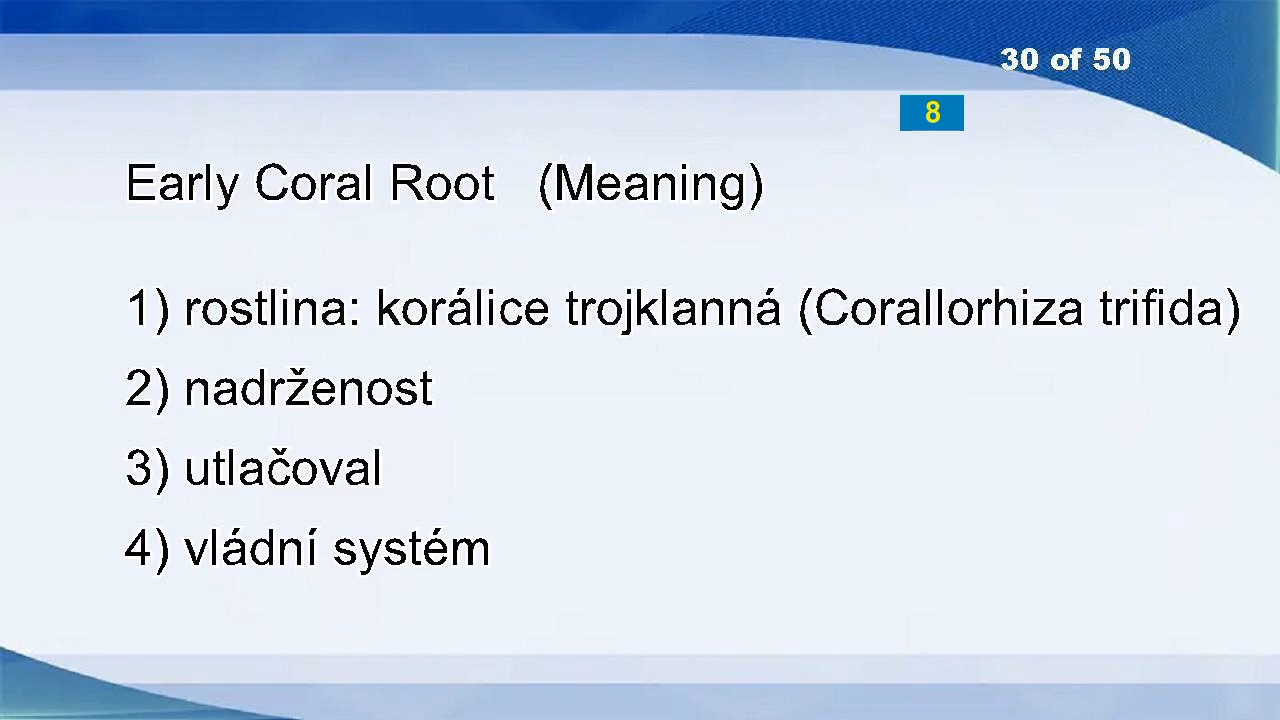 30 of 50
8
Early Coral Root (Meaning)
1) rostlina: korálice trojklanná (Corallorhiza trifida)
2) nadrženost
3) utlačoval
4) vládní systém